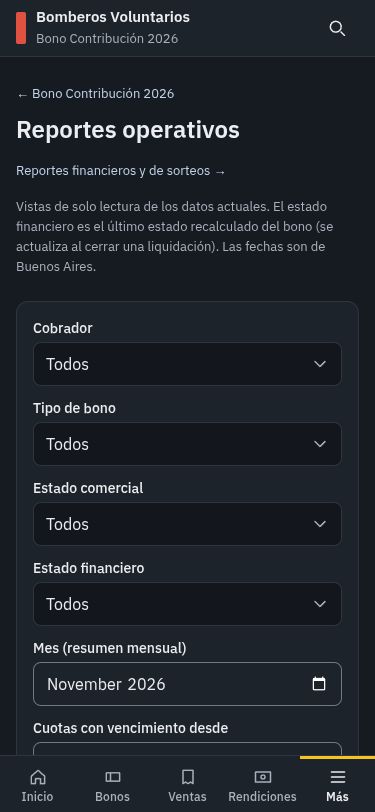 Bomberos Voluntarios
Bono Contribución 2026
← Bono Contribución 2026
Reportes operativos
Reportes financieros y de sorteos →
Vistas de solo lectura de los datos actuales. El estado
financiero es el último estado recalculado del bono (se
actualiza al cerrar una liquidación). Las fechas son de
Buenos Aires.
Cobrador
Todos
Tipo de bono
Todos
Estado comercial
Todos
Estado financiero
Todos
Mes (resumen mensual)
November 2026
Cuotas con vencimiento desde
Inicio
Bonos
Ventas
Rendiciones
Más